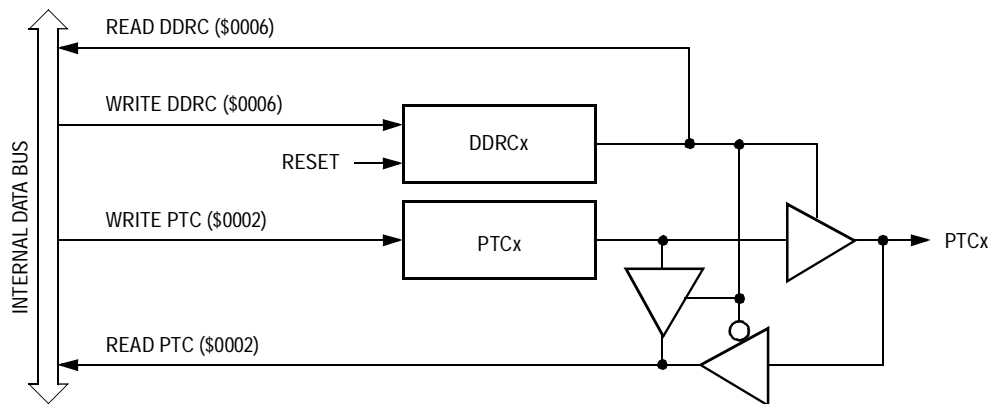 READ DDRC ($0006)
WRITE DDRC ($0006)
DDRCx
RESET
INTERNAL DATA BUS
WRITE PTC ($0002)
PTCx
PTCx
READ PTC ($0002)